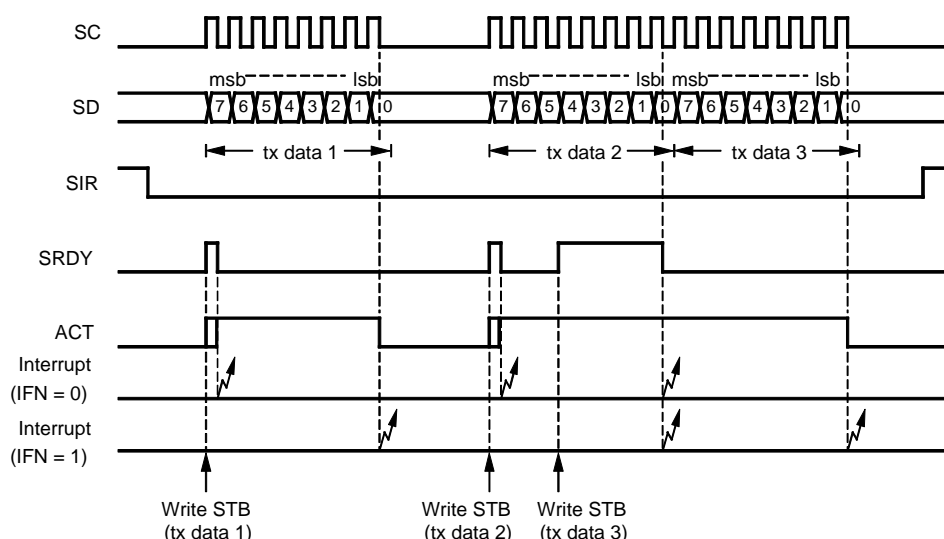 SC
msb lsb msb lsb msb lsb
SD 7 6 5 4 3 2 1 0 7 6 5 4 3 2 1 0 7 6 5 4 3 2 1 0
tx data 1 tx data 2 tx data 3
SIR
SRDY
ACT
Interrupt
(IFN = 0)
Interrupt
(IFN = 1)
Write STB Write STB Write STB
(tx data 1) (tx data 2) (tx data 3)